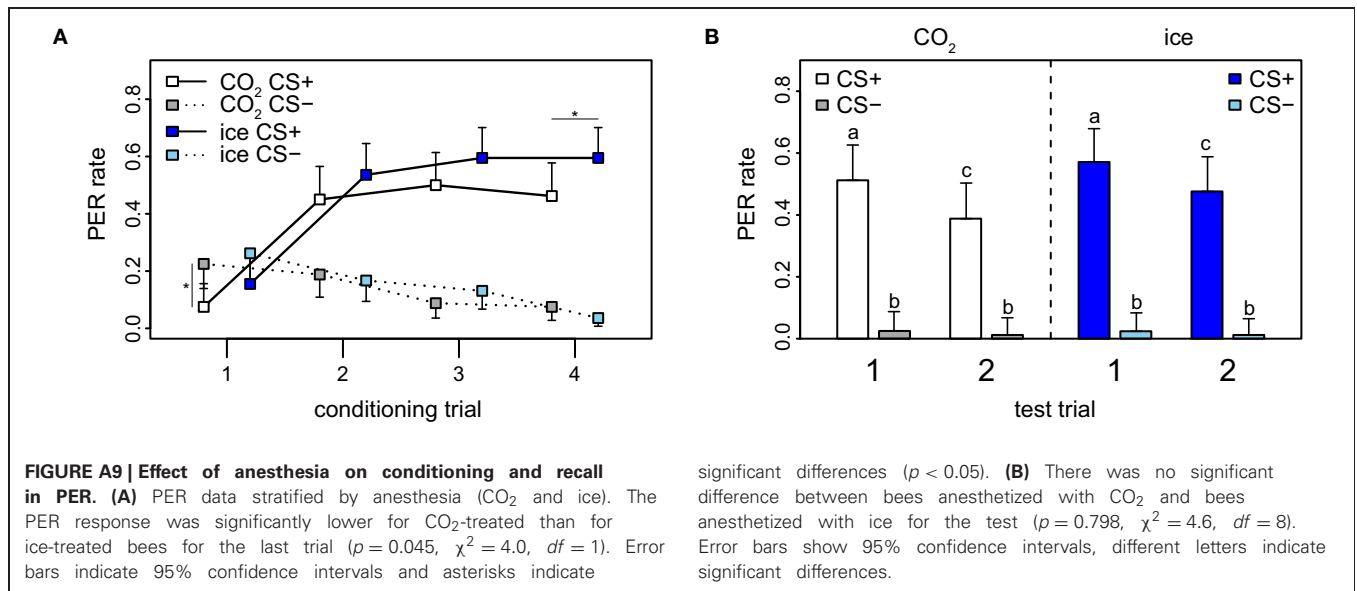 A
PER rate
0.0 0.2 0.4 0.6 0.8
CO2 CS+
CO2 CS−
ice CS+
ice CS−
*
*
1 2 3 4
conditioning trial
B
CO2 ice
PER rate
0.0 0.2 0.4 0.6 0.8
CS+
CS−
CS+
CS−
a b c b a b c b
1 2 1 2
test trial
FIGURE A9 | Effect of anesthesia on conditioning and recall
in PER. (A) PER data stratified by anesthesia (CO2 and ice). The
PER response was significantly lower for CO2-treated than for
ice-treated bees for the last trial (p = 0.045, χ2 = 4.0, df = 1). Error
bars indicate 95% confidence intervals and asterisks indicate
significant differences (p < 0.05). (B) There was no significant
difference between bees anesthetized with CO2 and bees
anesthetized with ice for the test (p = 0.798, χ2 = 4.6, df = 8).
Error bars show 95% confidence intervals, different letters indicate
significant differences.